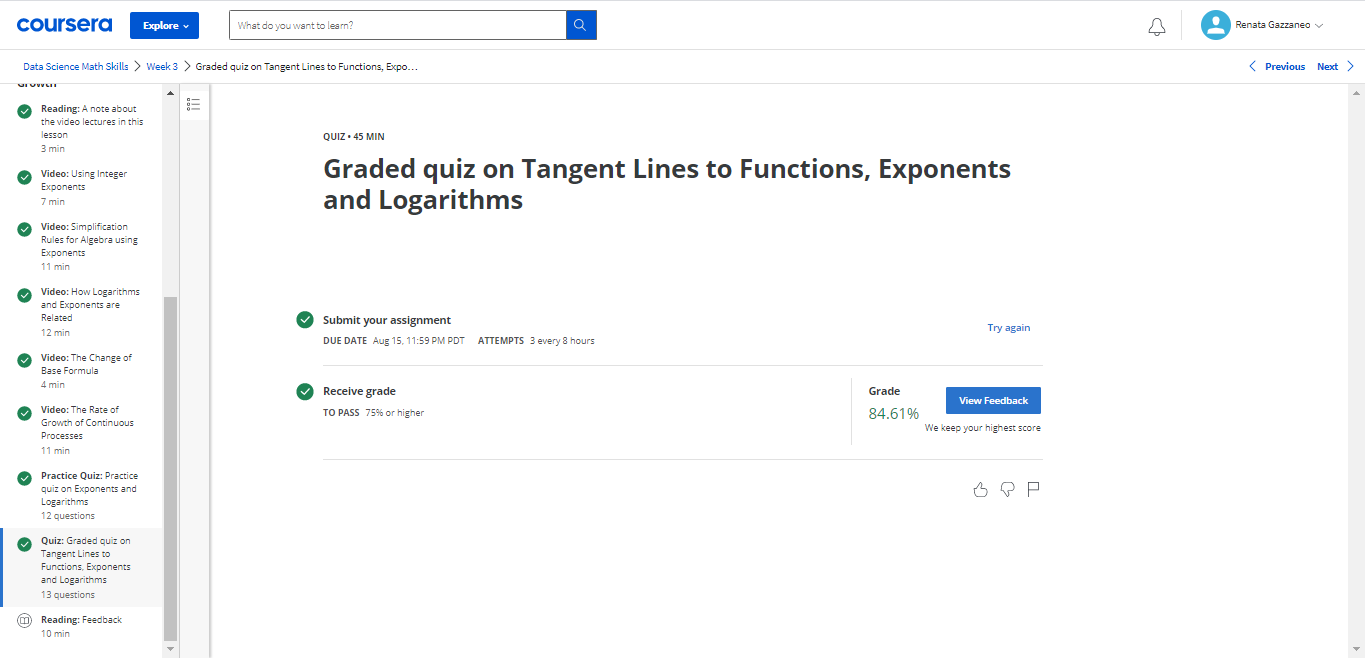 coursera
Explore
What do you want to learn?
Renata Gazzaneo
Data Science Math Skills
Week 3
Graded quiz on Tangent Lines to Functions, Expo...
Previous
Next
Growth
Reading: A note about
the video lectures in this
lesson
3 min
Video: Using Integer
Exponents
7 min
Video: Simplification
Rules for Algebra using
Exponents
11 min
Video: How Logarithms
and Exponents are
Related
12 min
Video: The Change of
Base Formula
4 min
Video: The Rate of
Growth of Continuous
Processes
11 min
Practice Quiz: Practice
quiz on Exponents and
Logarithms
12 questions
Quiz: Graded quiz on
Tangent Lines to
Functions, Exponents
and Logarithms
13 questions
Reading: Feedback
10 min
QUIZ • 45 MIN
Graded quiz on Tangent Lines to Functions, Exponents
and Logarithms
Submit your assignment
DUE DATE Aug 15, 11:59 PM PDT ATTEMPTS 3 every 8 hours
Try again
Receive grade
TO PASS 75% or higher
Grade
84.61%
View Feedback
We keep your highest score